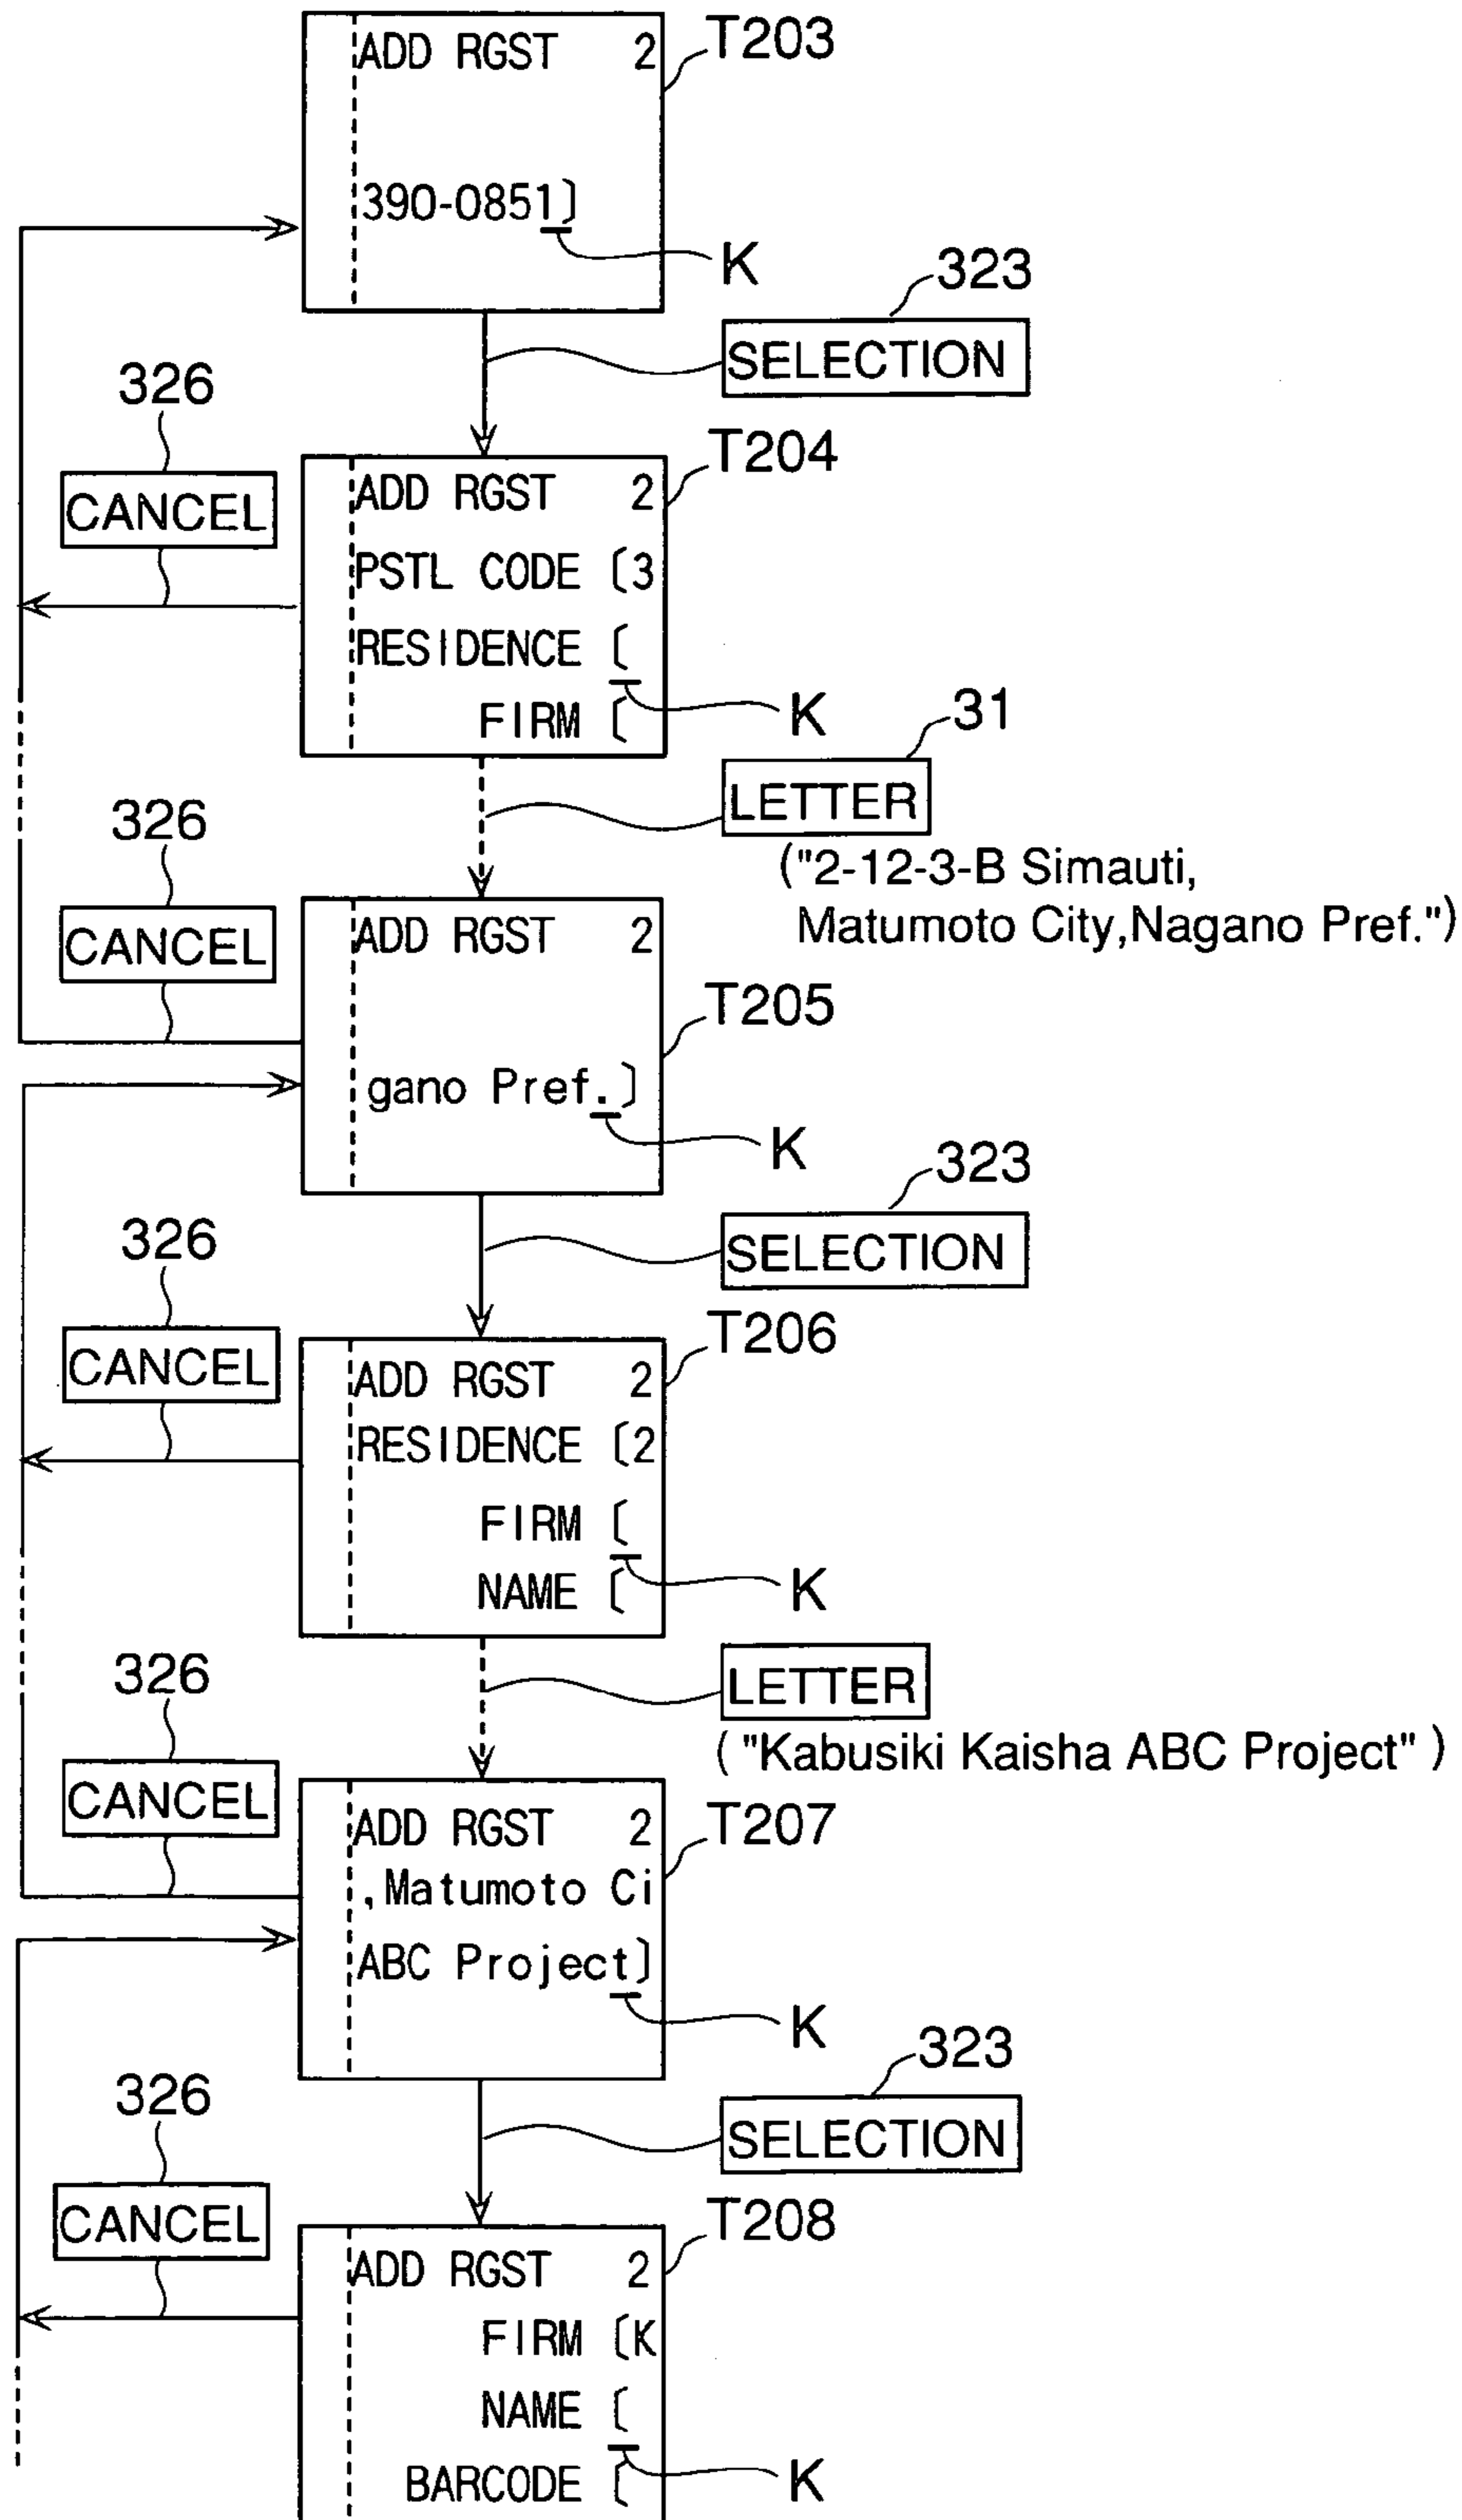 ADD RGST 2
T203
390-0851]
K
323
SELECTION
326
CANCEL
T204
ADD RGST 2
PSTL CODE [3
RESIDENCE [
FIRM [
K
31
LETTER
("2-12-3-B Simauti,
Matumoto City,Nagano Pref.")
326
CANCEL
ADD RGST 2
T205
gano Pref.]
K
323
SELECTION
326
CANCEL
T206
ADD RGST 2
RESIDENCE [2
FIRM [
NAME [
K
LETTER
("Kabusiki Kaisha ABC Project" )
326
CANCEL
T207
ADD RGST 2
,Matumoto Ci
ABC Project]
K
323
SELECTION
326
CANCEL
T208
ADD RGST 2
FIRM [K
NAME [
BARCODE [
K